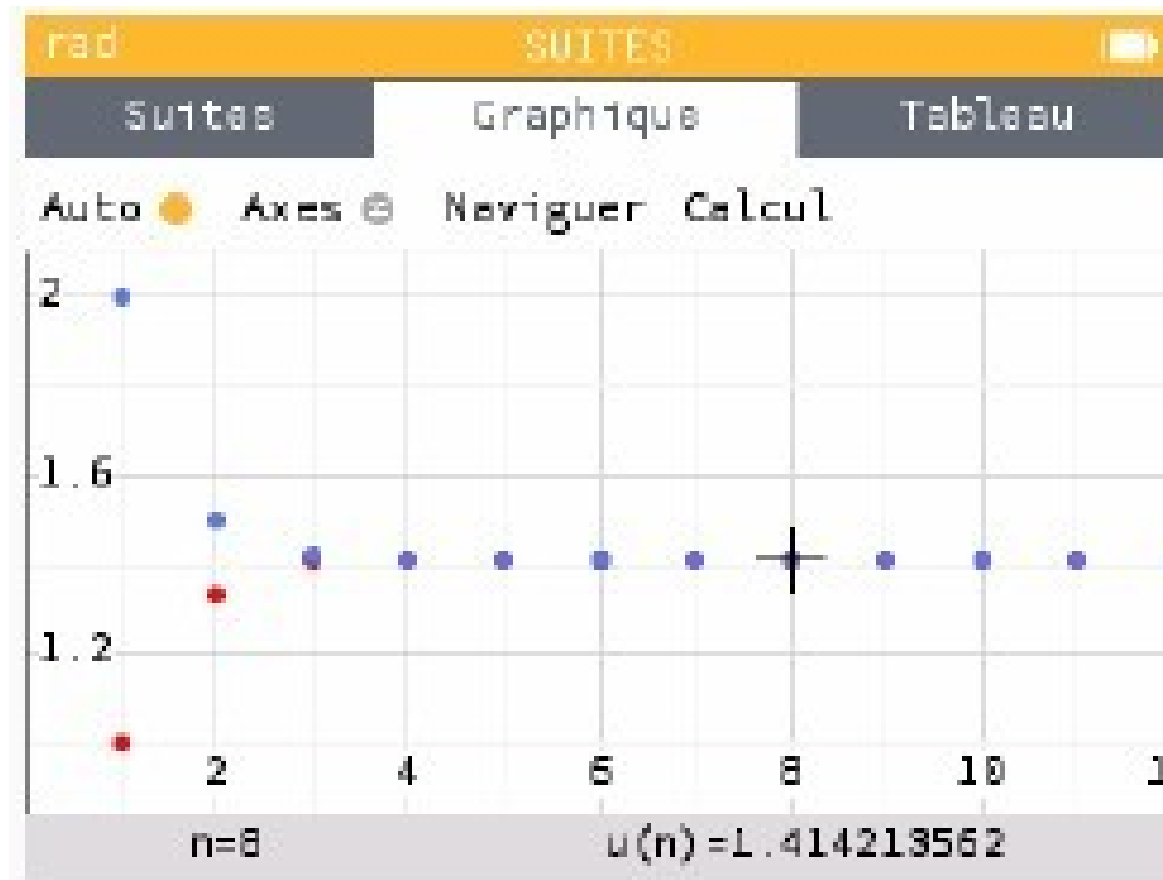 rad SUITES
Suites Graphique Tableau
Auto Axes Naviguer Calcul
2
1.6
1.2
2 4 6 8 10 1
n=8 u(n)=1.414213562